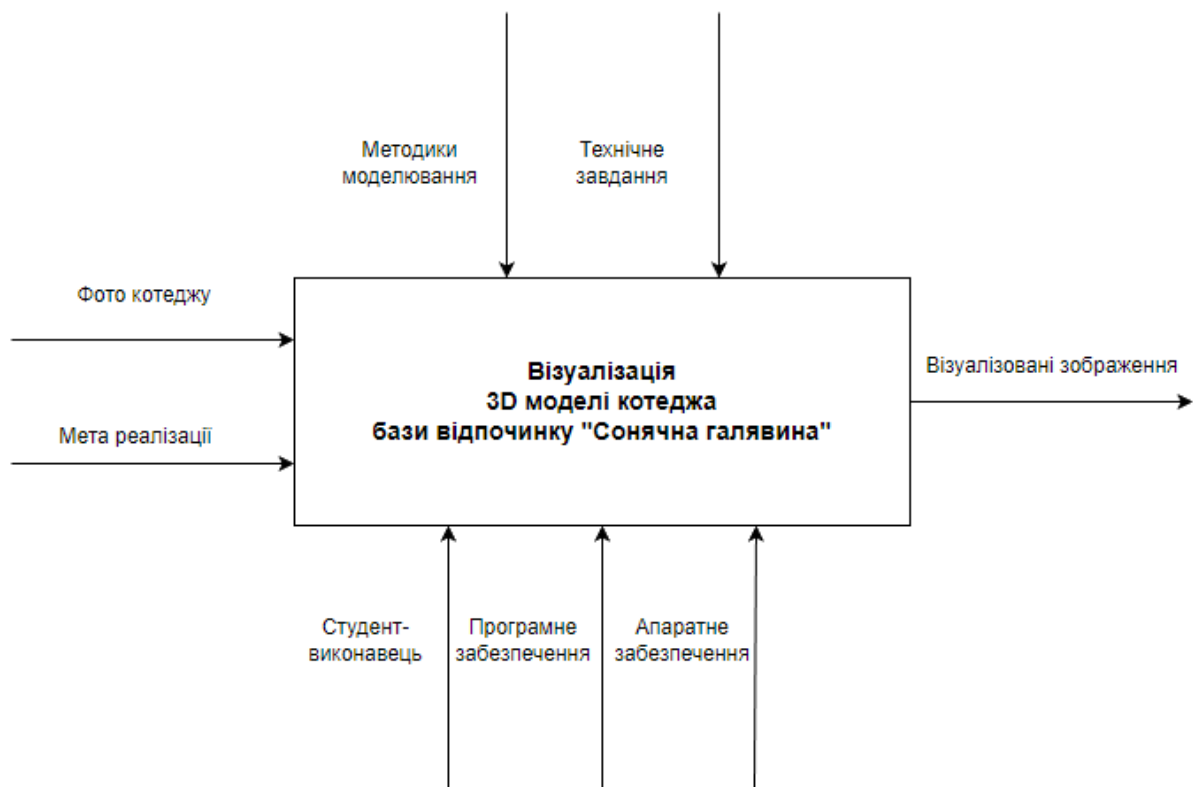 Методики
моделювання
Технічне
завдання
Фото котеджу
Мета реалізації
Візуалізація
3D моделі котеджа
бази відпочинку "Сонячна галявина"
Візуалізовані зображення
Студент-
виконавець
Програмне
забезпечення
Апаратне
забезпечення